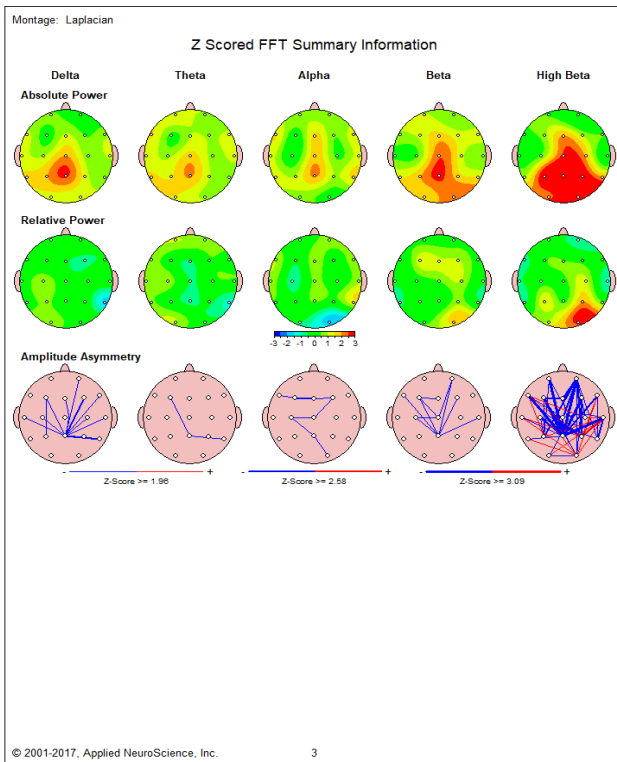 Montage: Laplacian
Z Scored FFT Summary Information
Delta Theta Alpha Beta High Beta
Absolute Power
Relative Power
-3 -2 -1 0 1 2 3
Amplitude Asymmetry
- + - + - +
Z-Score >= 1.96 Z-Score >= 2.58 Z-Score >= 3.09
© 2001-2017, Applied NeuroScience, Inc. 3